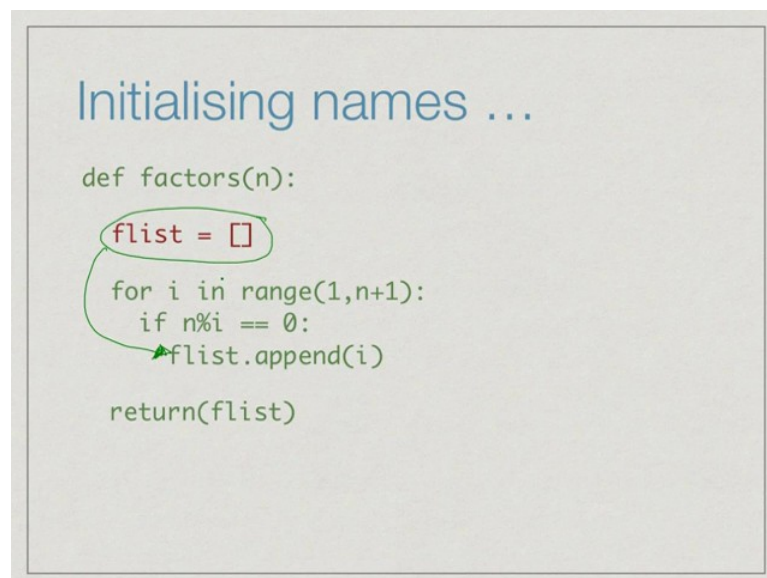 Initialising names ...
def factors(n):
flist = []
for i in range(1,n+1):
if n%i == 0:
flist.append(i)
return(flist)